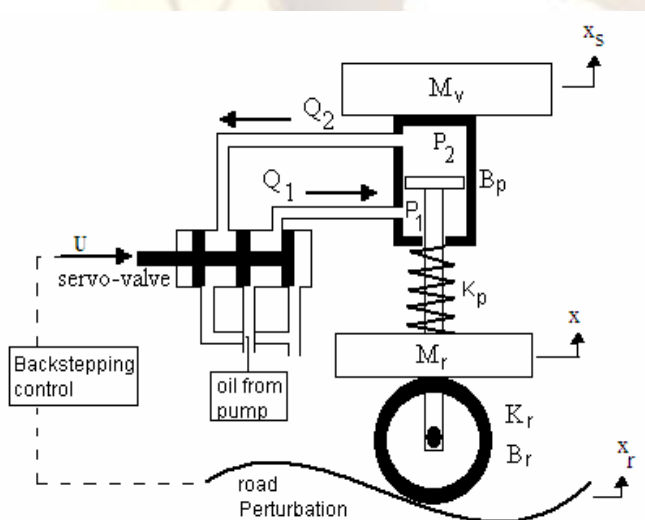 x_s
M_v
Q_2
P_2
Q_1
B_p
P_1
U
servo-valve
K_p
x
M_r
Backstepping
control
oil from
pump
K_r
B_r
x_r
road
Perturbation